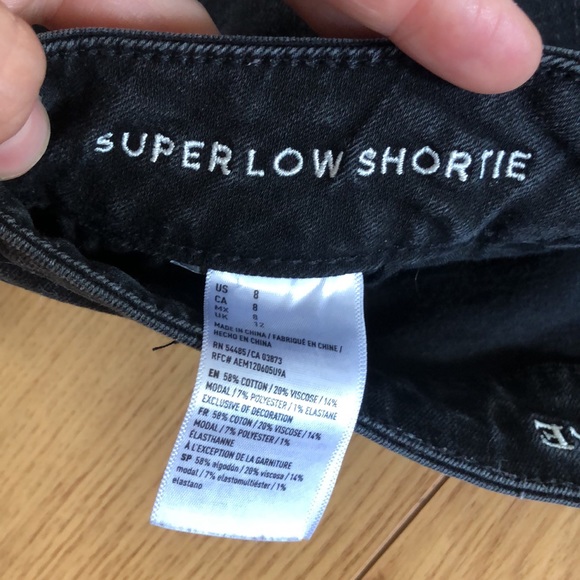 SUPER LOW SHORTIE
US 8
CA 8
MX 8
UK 12
MADE IN CHINA / FABRIQUÉ EN CHINE /
HECHO EN CHINA
RN 54485/CA 03873
RFC# AEM120605U9A
EN 58% COTTON / 20% VISCOSE / 14%
MODAL / 7% POLYESTER / 1% ELASTANE
EXCLUSIVE OF DECORATION
FR 58% COTON / 20% VISCOSE / 14%
MODAL / 7% POLYESTER / 1%
ÉLASTHANNE
À L'EXCEPTION DE LA GARNITURE
SP 58% algodón / 20% viscosa / 14%
modal / 7% elastomultiéster / 1%
elastano